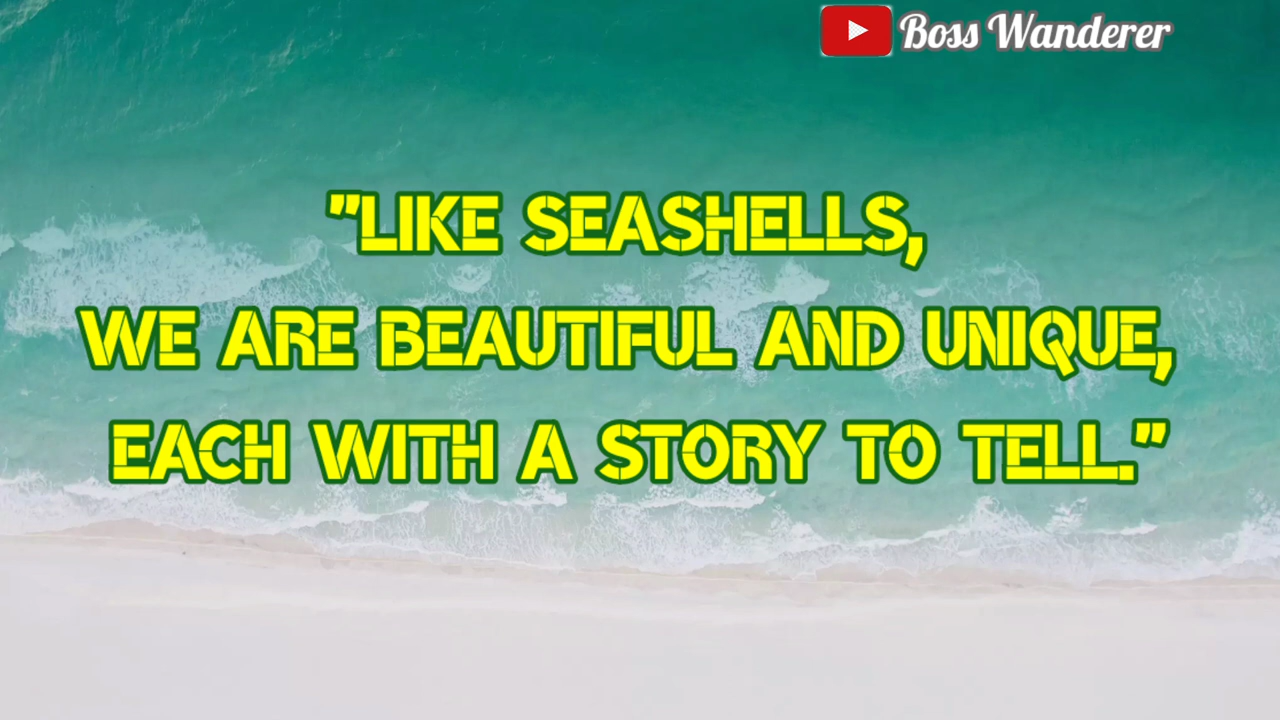 Boss Wanderer
"LIKE SEASHELLS,
WE ARE BEAUTIFUL AND UNIQUE,
EACH WITH A STORY TO TELL."